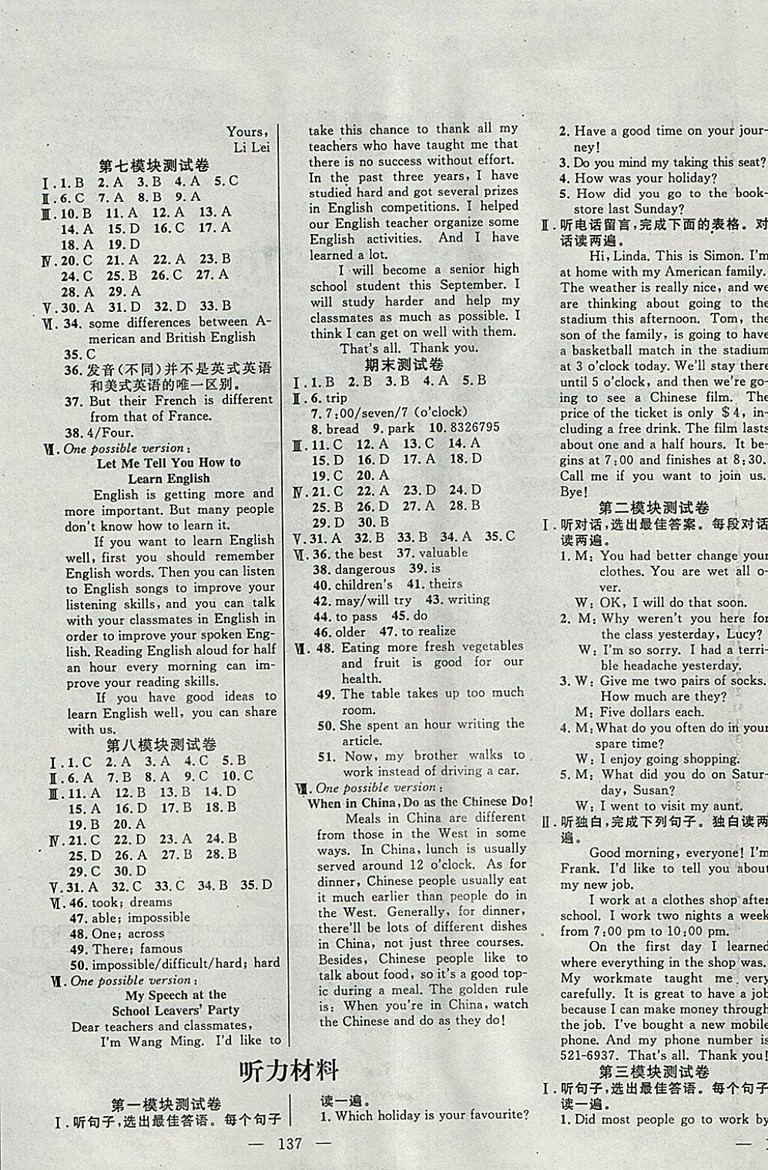 Yours,
Li Lei
第七模块测试卷
Ⅰ.1.B 2.A 3.B 4.A 5.C
Ⅱ.6.C 7.A 8.B 9.A
Ⅲ.10.B 11.A 12.A 13.A
14.A 15.D 16.C 17.A
18.A 19.D
Ⅳ.20.C 21.A 22.A 23.B
24.C 25.B 26.C 27.A
28.A 29.A
Ⅴ.30.A 31.D 32.D 33.B
Ⅵ.34. some differences between A-
merican and British English
35.C
36. 发音(不同)并不是英式英语
和美式英语的唯一区别。
37. But their French is different
from that of France.
38. 4/Four.
Ⅶ. One possible version:
Let Me Tell You How to
Learn English
English is getting more and
more important. But many people
don't know how to learn it.
If you want to learn English
well, first you should remember
English words. Then you can listen
to English songs to improve your
listening skills, and you can talk
with your classmates in English in
order to improve your spoken Eng-
lish. Reading English aloud for half
an hour every morning can im-
prove your reading skills.
If you have good ideas to
learn English well, you can share
with us.
第八模块测试卷
Ⅰ.1.C 2.A 3.C 4.C 5.B
Ⅱ.6.A 7.B 8.A 9.C 10.C
Ⅲ.11.A 12.B 13.B 14.D
15.A 16.D 17.B 18.B
19.B 20.A
Ⅳ.21.C 22.D 23.A 24.B
25.D 26.A 27.B 28.B
29.C 30.D
Ⅴ.31.A 32.C 33.C 34.B 35.D
Ⅵ.46. took; dreams
47. able; impossible
48. One; across
49. There; famous
50. impossible/difficult/hard; hard
Ⅶ. One possible version:
My Speech at the
School Leavers' Party
Dear teachers and classmates,
I'm Wang Ming. I'd like to
take this chance to thank all my
teachers who have taught me that
there is no success without effort.
In the past three years, I have
studied hard and got several prizes
in English competitions. I helped
our English teacher organize some
English activities. And I have
learned a lot.
I will become a senior high
school student this September. I will
study harder and help my
classmates as much as possible. I
think I can get on well with them.
That's all. Thank you.
期末测试卷
Ⅰ.1.B 2.B 3.B 4.A 5.B
Ⅱ.6. trip
7. 7:00/seven/7 (o'clock)
8. bread 9. park 10. 8326795
Ⅲ.11.C 12.A 13.C 14.A
15.D 16.D 17.A 18.D
19.C 20.A
Ⅳ.21.C 22.A 23.D 24.D
25.B 26.D 27.A 28.B
29.D 30.B
Ⅴ.31.A 32.B 33.B 34.A 35.C
Ⅵ.36. the best 37. valuable
38. dangerous 39. is
40. children's 41. theirs
42. may/will try 43. writing
44. to pass 45. do
46. older 47. to realize
Ⅶ. 48. Eating more fresh vegetables
and fruit is good for our
health.
49. The table takes up too much
room.
50. She spent an hour writing the
article.
51. Now, my brother walks to
work instead of driving a car.
Ⅷ. One possible version:
When in China, Do as the Chinese Do!
Meals in China are different
from those in the West in some
ways. In China, lunch is usually
served around 12 o'clock. As for
dinner, Chinese people usually eat
it much earlier than people do in
the West. Generally, for dinner,
there'll be lots of different dishes
in China, not just three courses.
Besides, Chinese people like to
talk about food, so it's a good top-
ic during a meal. The golden rule
is: When you're in China, watch
the Chinese and do as they do!
听力材料
第一模块测试卷
Ⅰ. 听句子,选出最佳答语。每个句子
读一遍。
1. Which holiday is your favourite?
2. Have a good time on your jour-
ney!
3. Do you mind my taking this seat?
4. How was your holiday?
5. How did you go to the book-
store last Sunday?
Ⅱ. 听电话留言,完成下面的表格。对
话读两遍。
Hi, Linda. This is Simon. I'm
at home with my American family.
The weather is really nice, and we
are thinking about going to the
stadium this afternoon. Tom, the
son of the family, is going to have
a basketball match in the stadium
at 3 o'clock today. We'll stay there
until 5 o'clock, and then we're go-
ing to see a Chinese film. The
price of the ticket is only $4, in-
cluding a free drink. The film lasts
about one and a half hours. It be-
gins at 7:00 and finishes at 8:30.
Call me if you want to join us.
Bye!
第二模块测试卷
Ⅰ. 听对话,选出最佳答案。每段对话
读两遍。
1. M: You had better change your
clothes. You are wet all o-
ver.
W: OK, I will do that soon.
2. M: Why weren't you here for
the class yesterday, Lucy?
W: I'm so sorry. I had a terri-
ble headache yesterday.
3. W: Give me two pairs of socks.
How much are they?
M: Five dollars each.
4. M: What do you often do in your
spare time?
W: I enjoy going shopping.
5. M: What did you do on Satur-
day, Susan?
W: I went to visit my aunt.
Ⅱ. 听独白,完成下列句子。独白读两
遍。
Good morning, everyone! I'm
Frank. I'd like to tell you about
my new job.
I work at a clothes shop after
school. I work two nights a week
from 7:00 pm to 10:00 pm.
On the first day I learned
where everything in the shop was.
My workmate taught me very
carefully. It is great to have a job
because I can make money through
the job. I've bought a new mobile
phone. And my phone number is
521-6937. That's all. Thank you!
第三模块测试卷
Ⅰ. 听句子,选出最佳答语。每个句子
读一遍。
1. Did most people go to work by
— 137 —